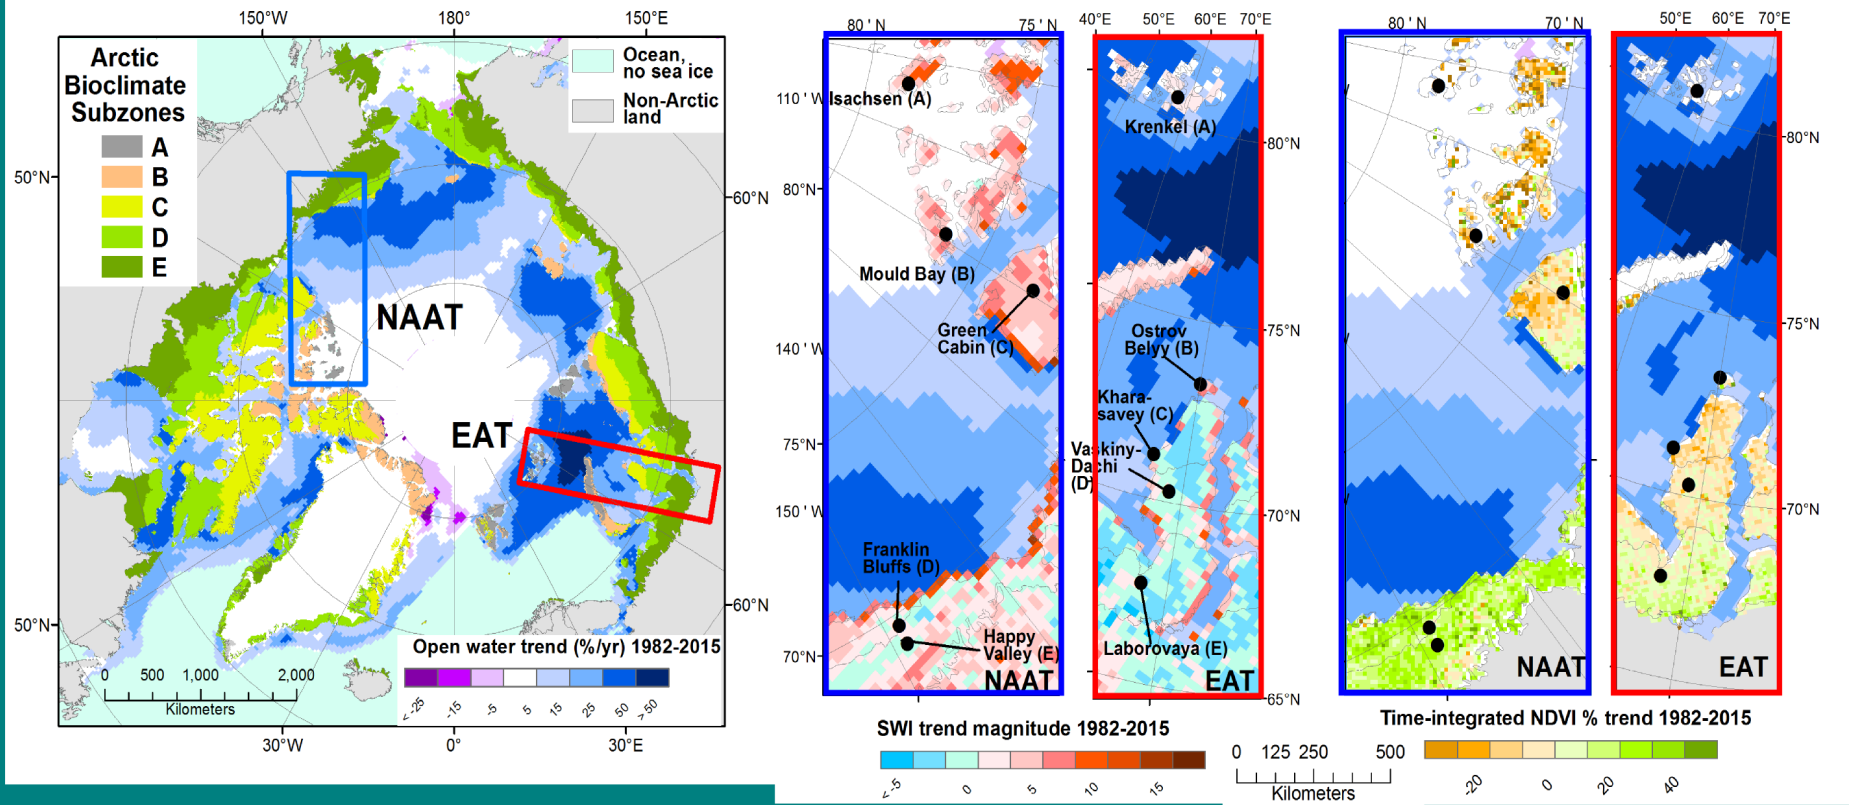 150°W
180°
150°E
Arctic
Bioclimate
Subzones
A
B
C
D
E
Ocean,
no sea ice
Non-Arctic
land
50°N
60°N
NAAT
EAT
50°N
60°N
0 500 1,000 2,000
Kilometers
Open water trend (%/yr) 1982-2015
< -25 -15 -5 5 15 25 50 > 50
30°W
0°
30°E
80 ' N
75 ' N
110 ' W
80°N
140 ' W
75°N
150 ' W
70°N
Isachsen (A)
Mould Bay (B)
Green
Cabin (C)
Franklin
Bluffs (D)
Happy
Valley (E)
NAAT
40°E 50°E 60°E 70°E
80°N
75°N
70°N
65°N
Krenkel (A)
Ostrov
Belyy (B)
Khara-
savey (C)
Vaskiny-
Dachi
(D)
Laborovaya (E)
EAT
SWI trend magnitude 1982-2015
< -5 0 5 10 15
0 125 250 500
Kilometers
80 ' N
70 ' N
NAAT
50°E 60°E 70°E
80°N
75°N
70°N
EAT
Time-integrated NDVI % trend 1982-2015
-20 0 20 40